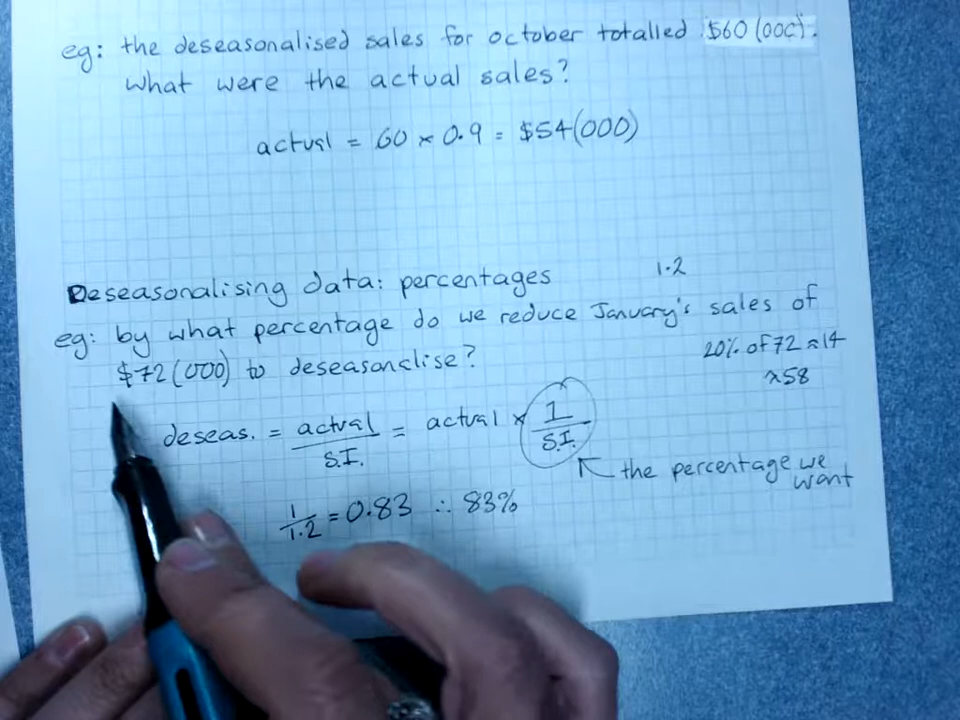 eg: the deseasonalised sales for october totalled $60(000).
What were the actual sales?
actual = 60 × 0.9 = $54(000)
Deseasonalising data: percentages
1.2
eg: by what percentage do we reduce January's sales of
$72(000) to deseasonalise?
20% of 72 ≈ 14
≈58
deseas. = actual/S.I. = actual × 1/S.I.
the percentage we want
1/1.2 = 0.83 ∴ 83%